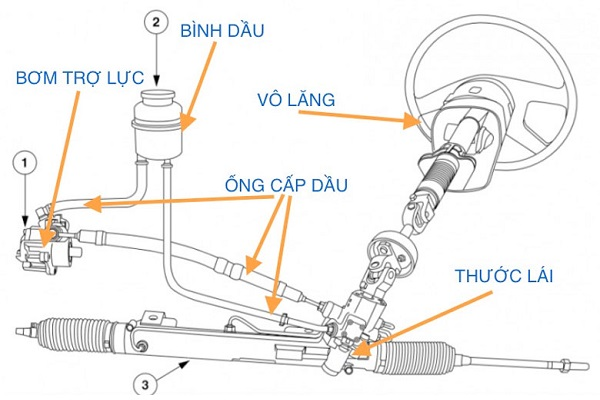 2
BÌNH DẦU
BƠM TRỢ LỰC
VÔ LĂNG
1
ỐNG CẤP DẦU
THƯỚC LÁI
3